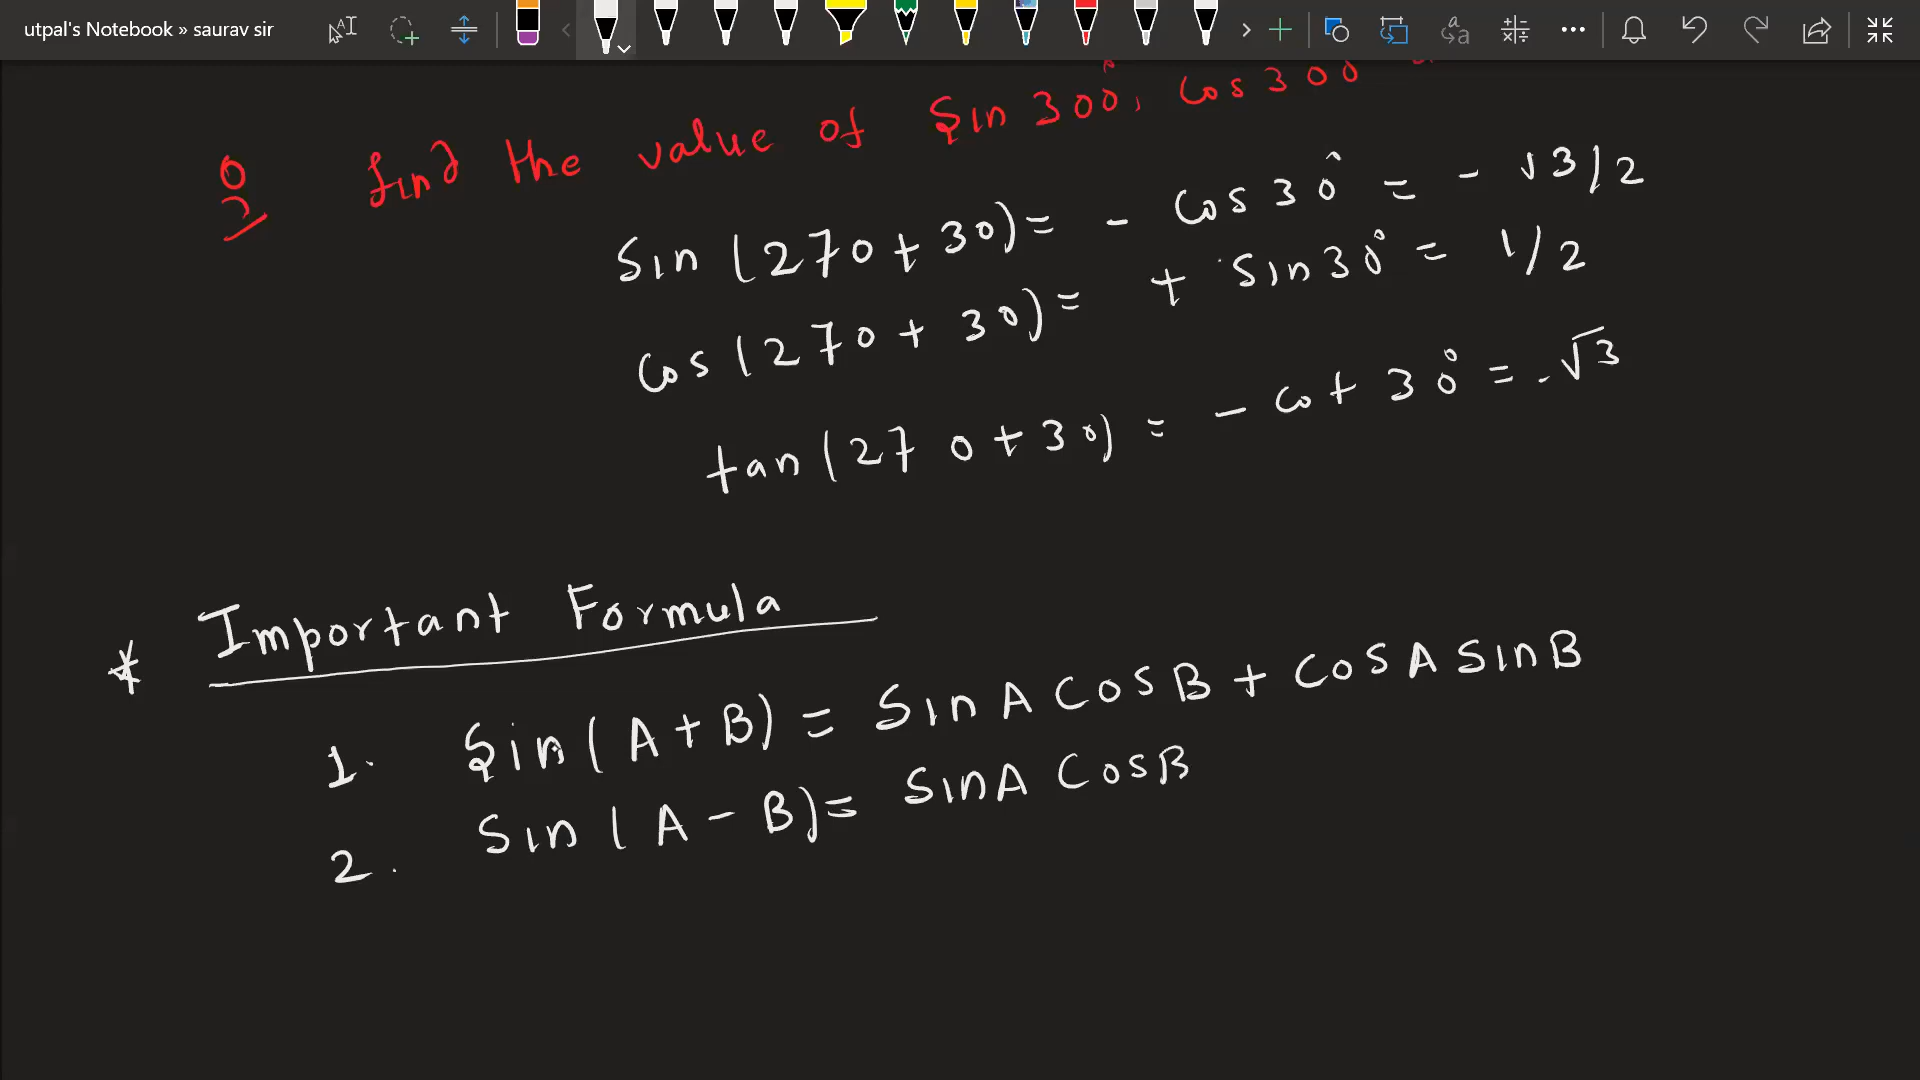 utpal's Notebook » saurav sir
Q find the value of Sin 300°, Cos 300
Sin (270+30) = - Cos 30° = - √3/2
Cos (270+30) = + Sin 30° = 1/2
tan (270+30) = - cot 30° = -√3
* Important Formula
1. Sin (A+B) = Sin A Cos B + Cos A Sin B
2. Sin (A-B) = Sin A Cos B